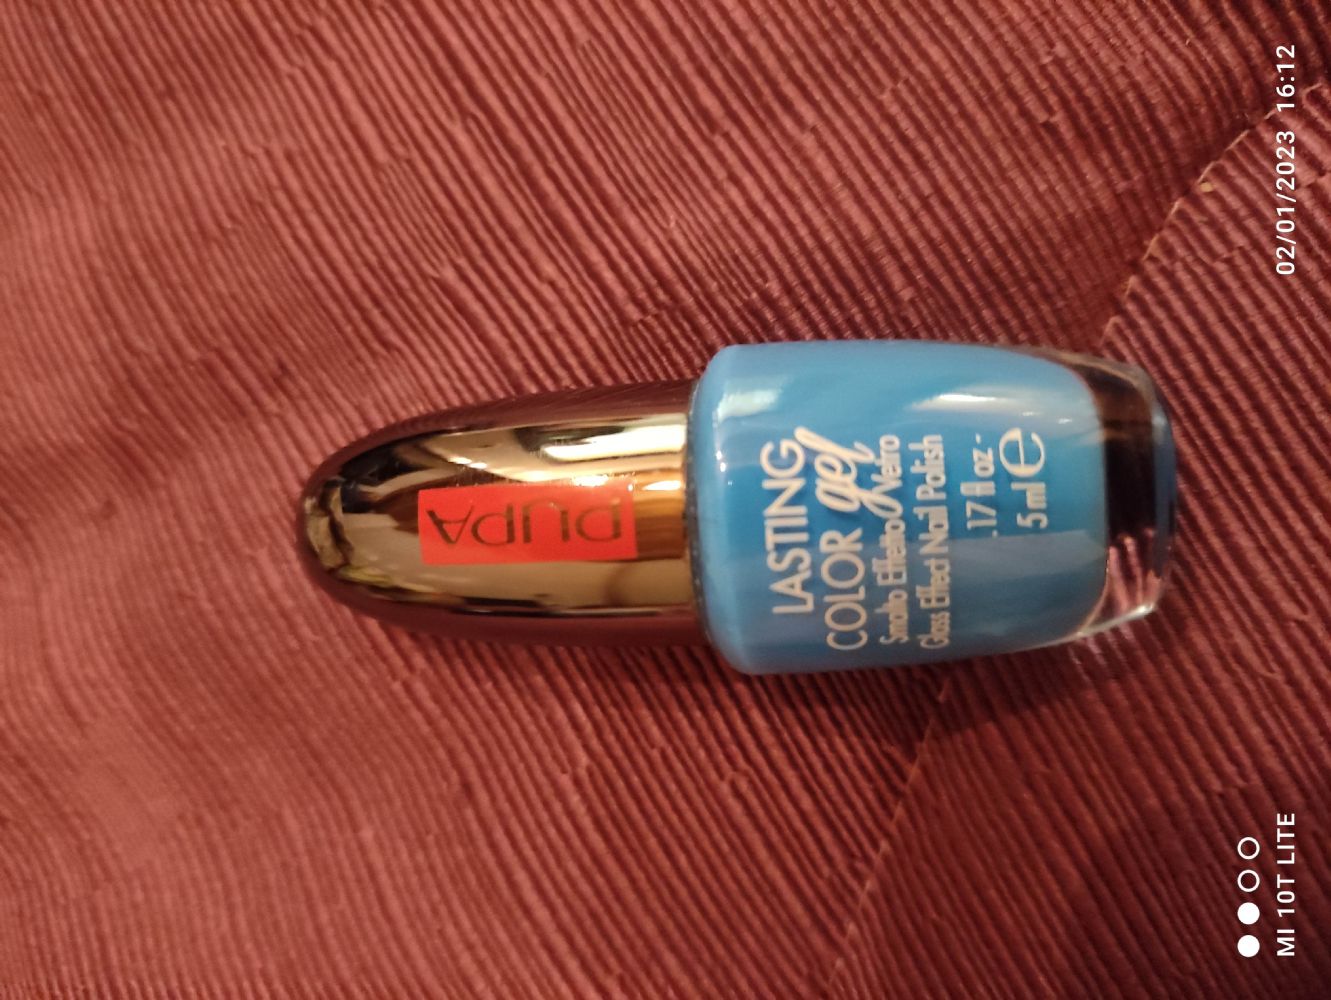 PUPA
LASTING
COLOR gel
Smalto Effetto Vetro
Glass Effect Nail Polish
.17 fl oz -
5 ml e
02/01/2023 16:12
MI 10T LITE